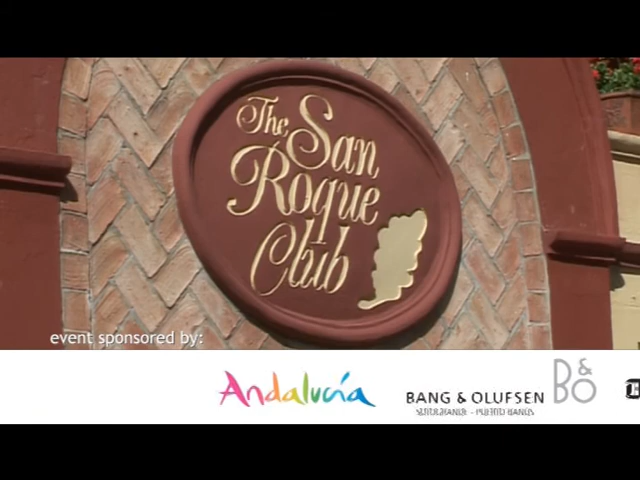 The San
Roque
Club
event sponsored by:
Andalucía
BANG & OLUFSEN
B&O